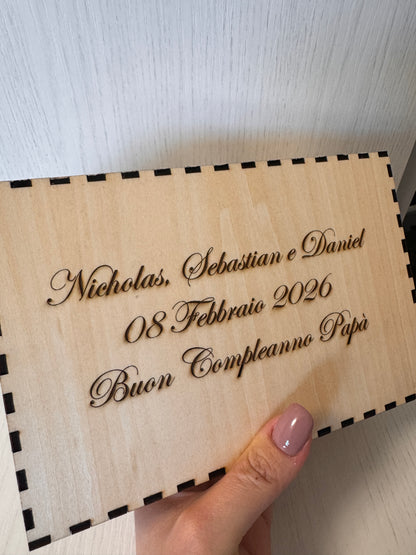 Nicholas, Sebastian e Daniel
08 Febbraio 2026
Buon Compleanno Papà